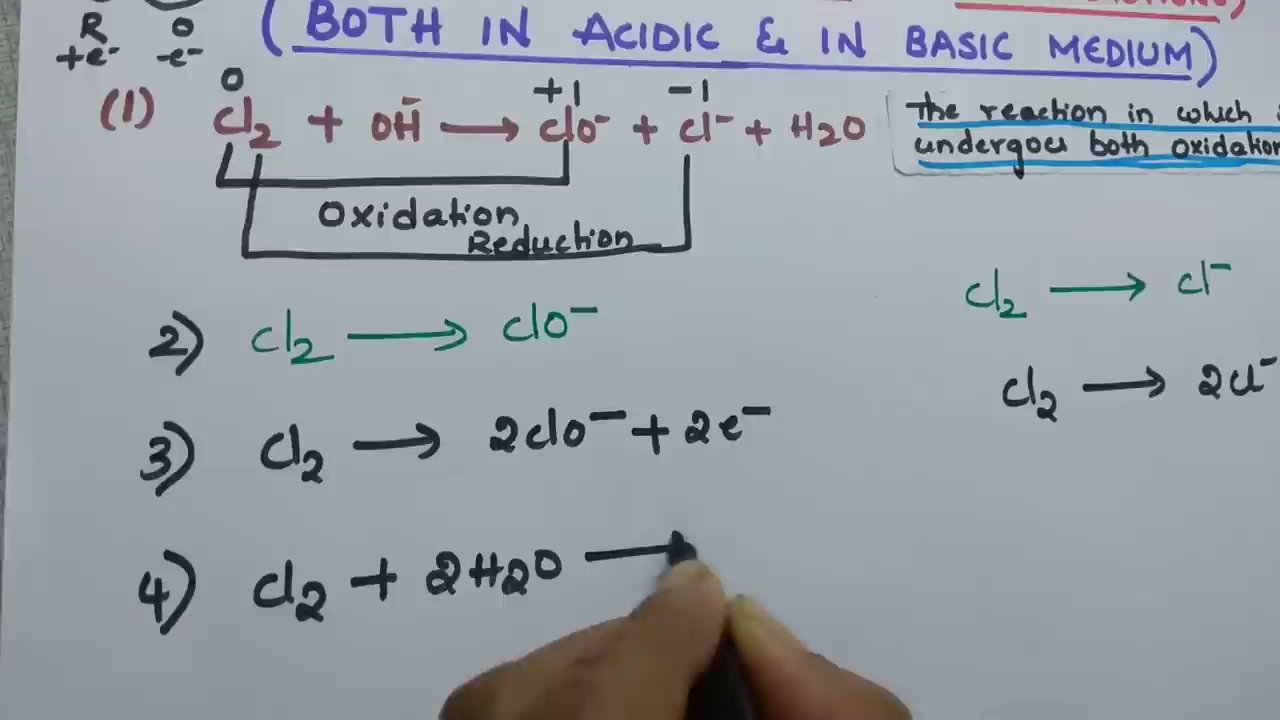 R O ( BOTH IN ACIDIC & IN BASIC MEDIUM)
+e⁻ -e⁻
0 +1 -1
(1) Cl₂ + OH⁻ → ClO⁻ + Cl⁻ + H₂O
The reaction in which
undergoes both oxidation
Oxidation
Reduction
2) Cl₂ → ClO⁻
Cl₂ → Cl⁻
3) Cl₂ → 2ClO⁻ + 2e⁻
Cl₂ → 2Cl⁻
4) Cl₂ + 2H₂O —